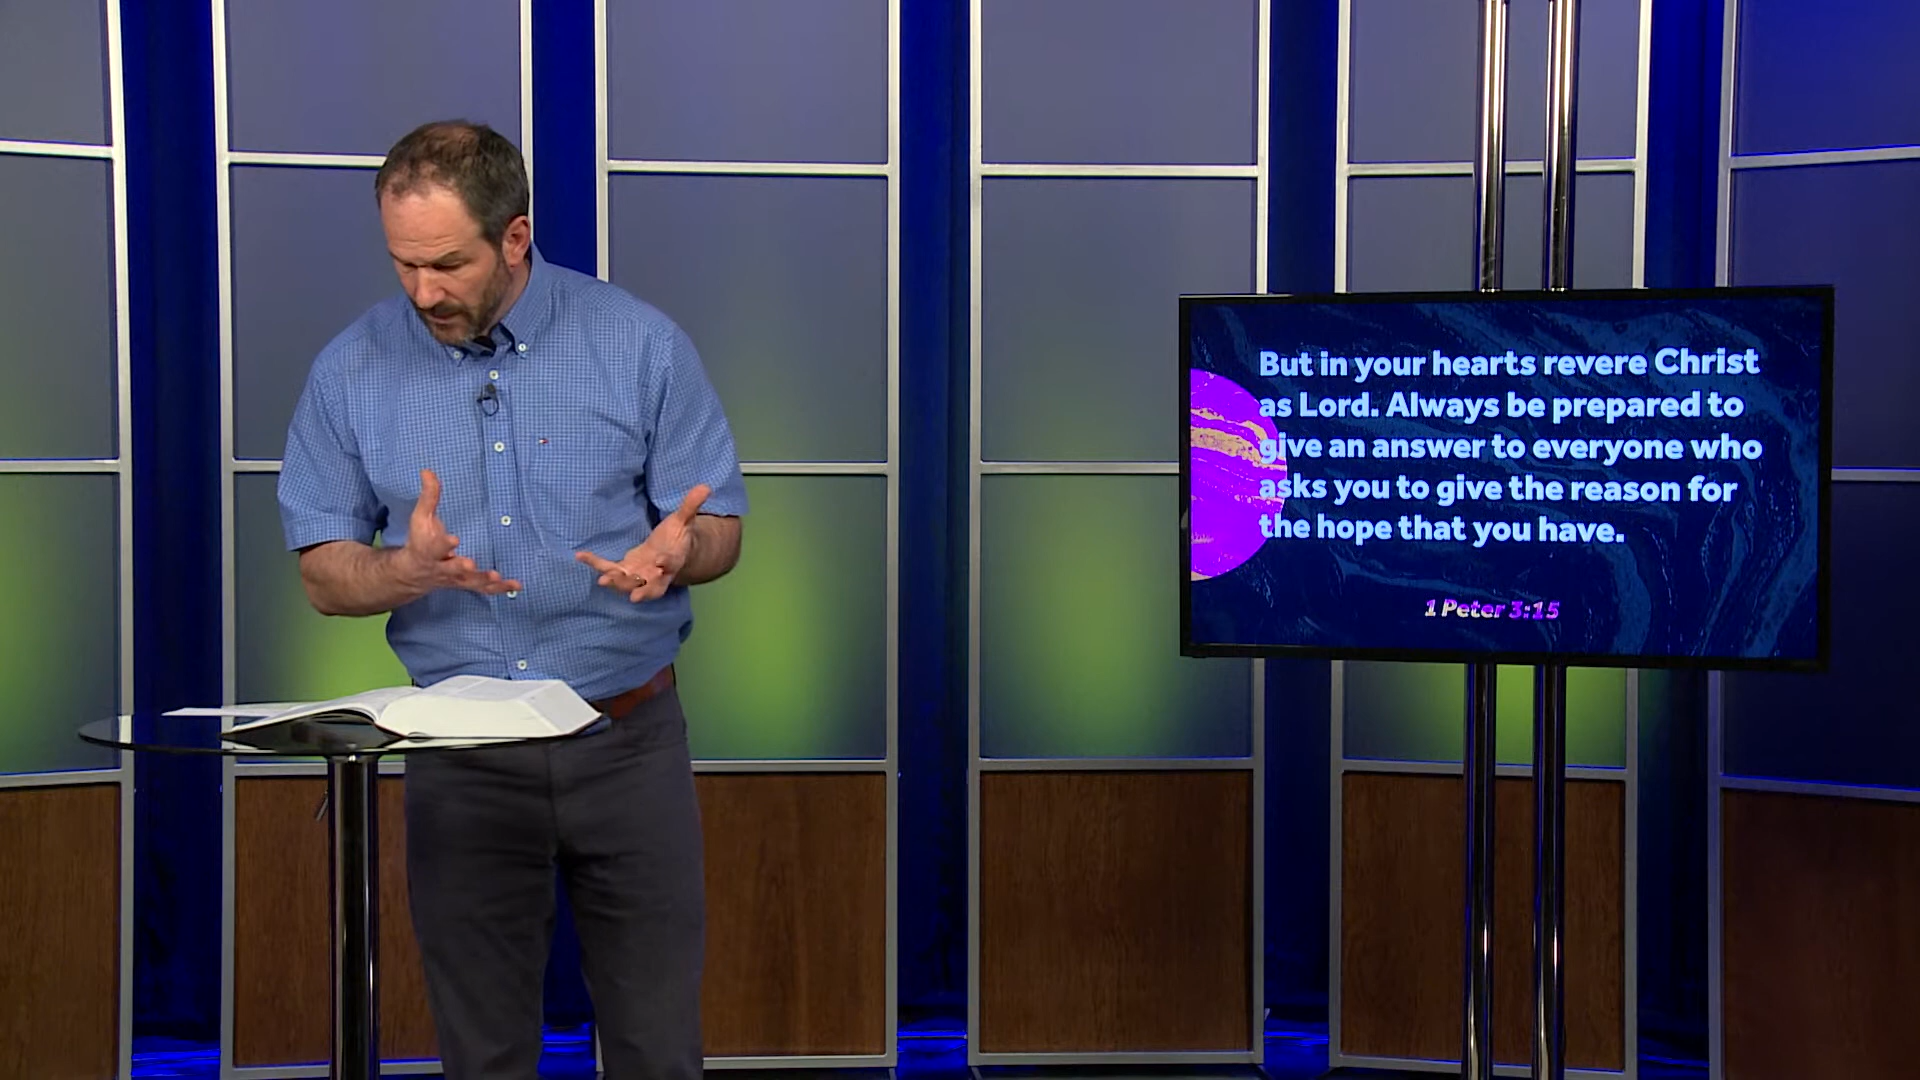 But in your hearts revere Christ
as Lord. Always be prepared to
give an answer to everyone who
asks you to give the reason for
the hope that you have.
1 Peter 3:15